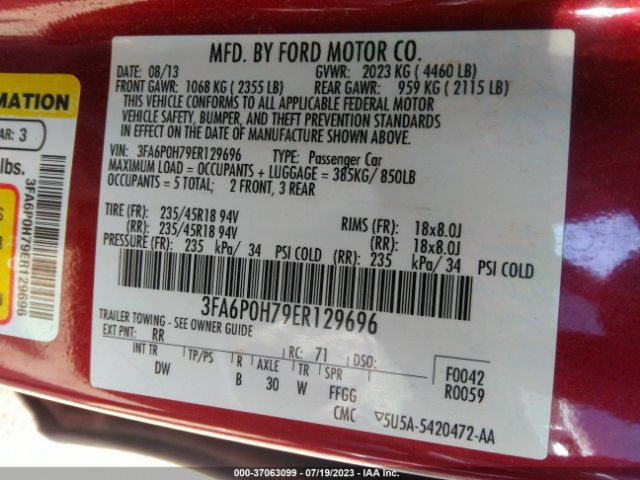 MFD. BY FORD MOTOR CO.
DATE: 08/13 GVWR: 2023 KG ( 4460 LB)
FRONT GAWR: 1068 KG ( 2355 LB) REAR GAWR: 959 KG ( 2115 LB)
THIS VEHICLE CONFORMS TO ALL APPLICABLE FEDERAL MOTOR
VEHICLE SAFETY, BUMPER, AND THEFT PREVENTION STANDARDS
IN EFFECT ON THE DATE OF MANUFACTURE SHOWN ABOVE.
VIN: 3FA6P0H79ER129696 TYPE: Passenger Car
MAXIMUM LOAD = OCCUPANTS + LUGGAGE = 385KG/ 850LB
OCCUPANTS = 5 TOTAL; 2 FRONT, 3 REAR
TIRE (FR): 235/45R18 94V RIMS (FR): 18x8.0J
(RR): 235/45R18 94V (RR): 18x8.0J
PRESSURE (FR): 235 kPa/ 34 PSI COLD (RR): 235 kPa/ 34 PSI COLD
3FA6P0H79ER129696
TRAILER TOWING - SEE OWNER GUIDE
EXT PNT: RR RC: 71 DSO: F0042
INT TR TP/PS R AXLE TR SPR R0059
DW B 30 W FFGG
CMC 5U5A-5420472-AA
RMATION
AR: 3
lbs.
3FA6P0H79ER129696
000-37063099 - 07/19/2023 - IAAI.COM